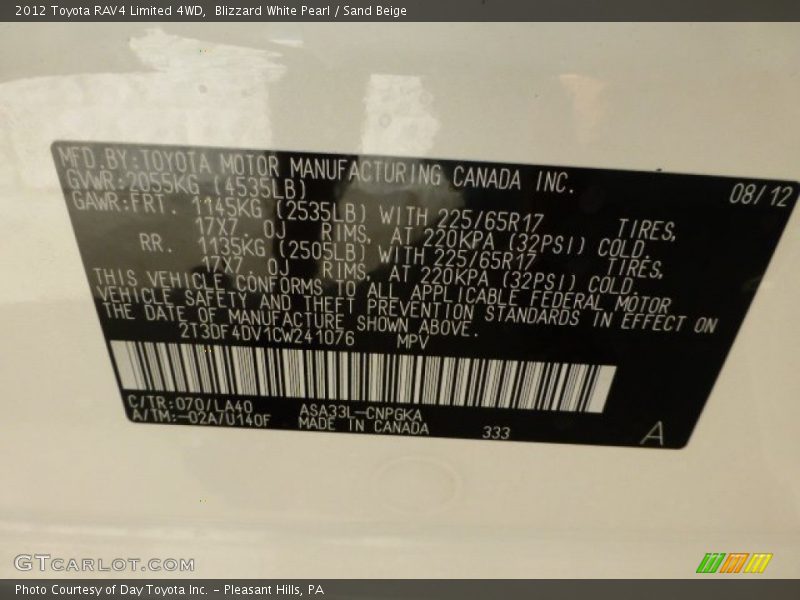 2012 Toyota RAV4 Limited 4WD,  Blizzard White Pearl / Sand Beige
MFD.BY:TOYOTA MOTOR MANUFACTURING CANADA INC.
08/12
GVWR:2055KG (4535LB)
GAWR:FRT. 1145KG (2535LB) WITH 225/65R17 TIRES,
17X7.0J RIMS, AT 220KPA (32PSI) COLD.
RR. 1135KG (2505LB) WITH 225/65R17 TIRES,
17X7.0J RIMS, AT 220KPA (32PSI) COLD.
THIS VEHICLE CONFORMS TO ALL APPLICABLE FEDERAL MOTOR
VEHICLE SAFETY AND THEFT PREVENTION STANDARDS IN EFFECT ON
THE DATE OF MANUFACTURE SHOWN ABOVE.
2T3DF4DV1CW241076 MPV
C/TR:070/LA40 ASA33L-CNPGKA
A/TM:-02A/U140F MADE IN CANADA 333 A
GTCARLOT.COM
Photo Courtesy of Day Toyota Inc. - Pleasant Hills, PA